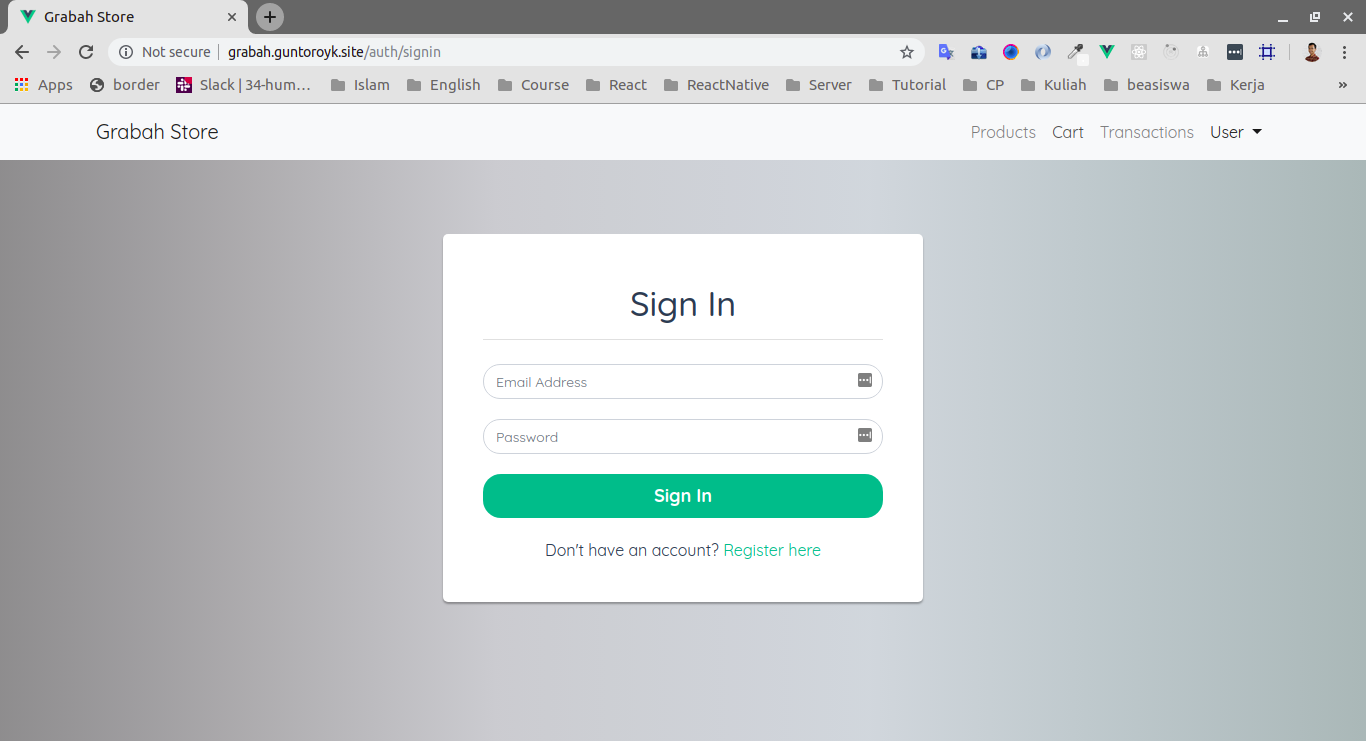 Grabah Store
Not secure
grabah.guntoroyk.site/auth/signin
Apps border Slack | 34-hum... Islam English Course React ReactNative Server Tutorial CP Kuliah beasiswa Kerja »
Grabah Store
Products Cart Transactions User
Sign In
Email Address
Password
Sign In
Don't have an account? Register here